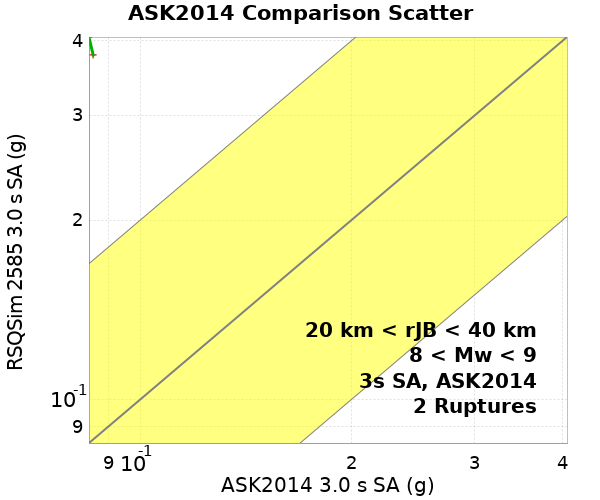 ASK2014 Comparison Scatter
RSQSim 2585 3.0 s SA (g)
4
3
2
10-1
9
20 km < rJB < 40 km
8 < Mw < 9
3s SA, ASK2014
2 Ruptures
9 10-1 2 3 4
ASK2014 3.0 s SA (g)